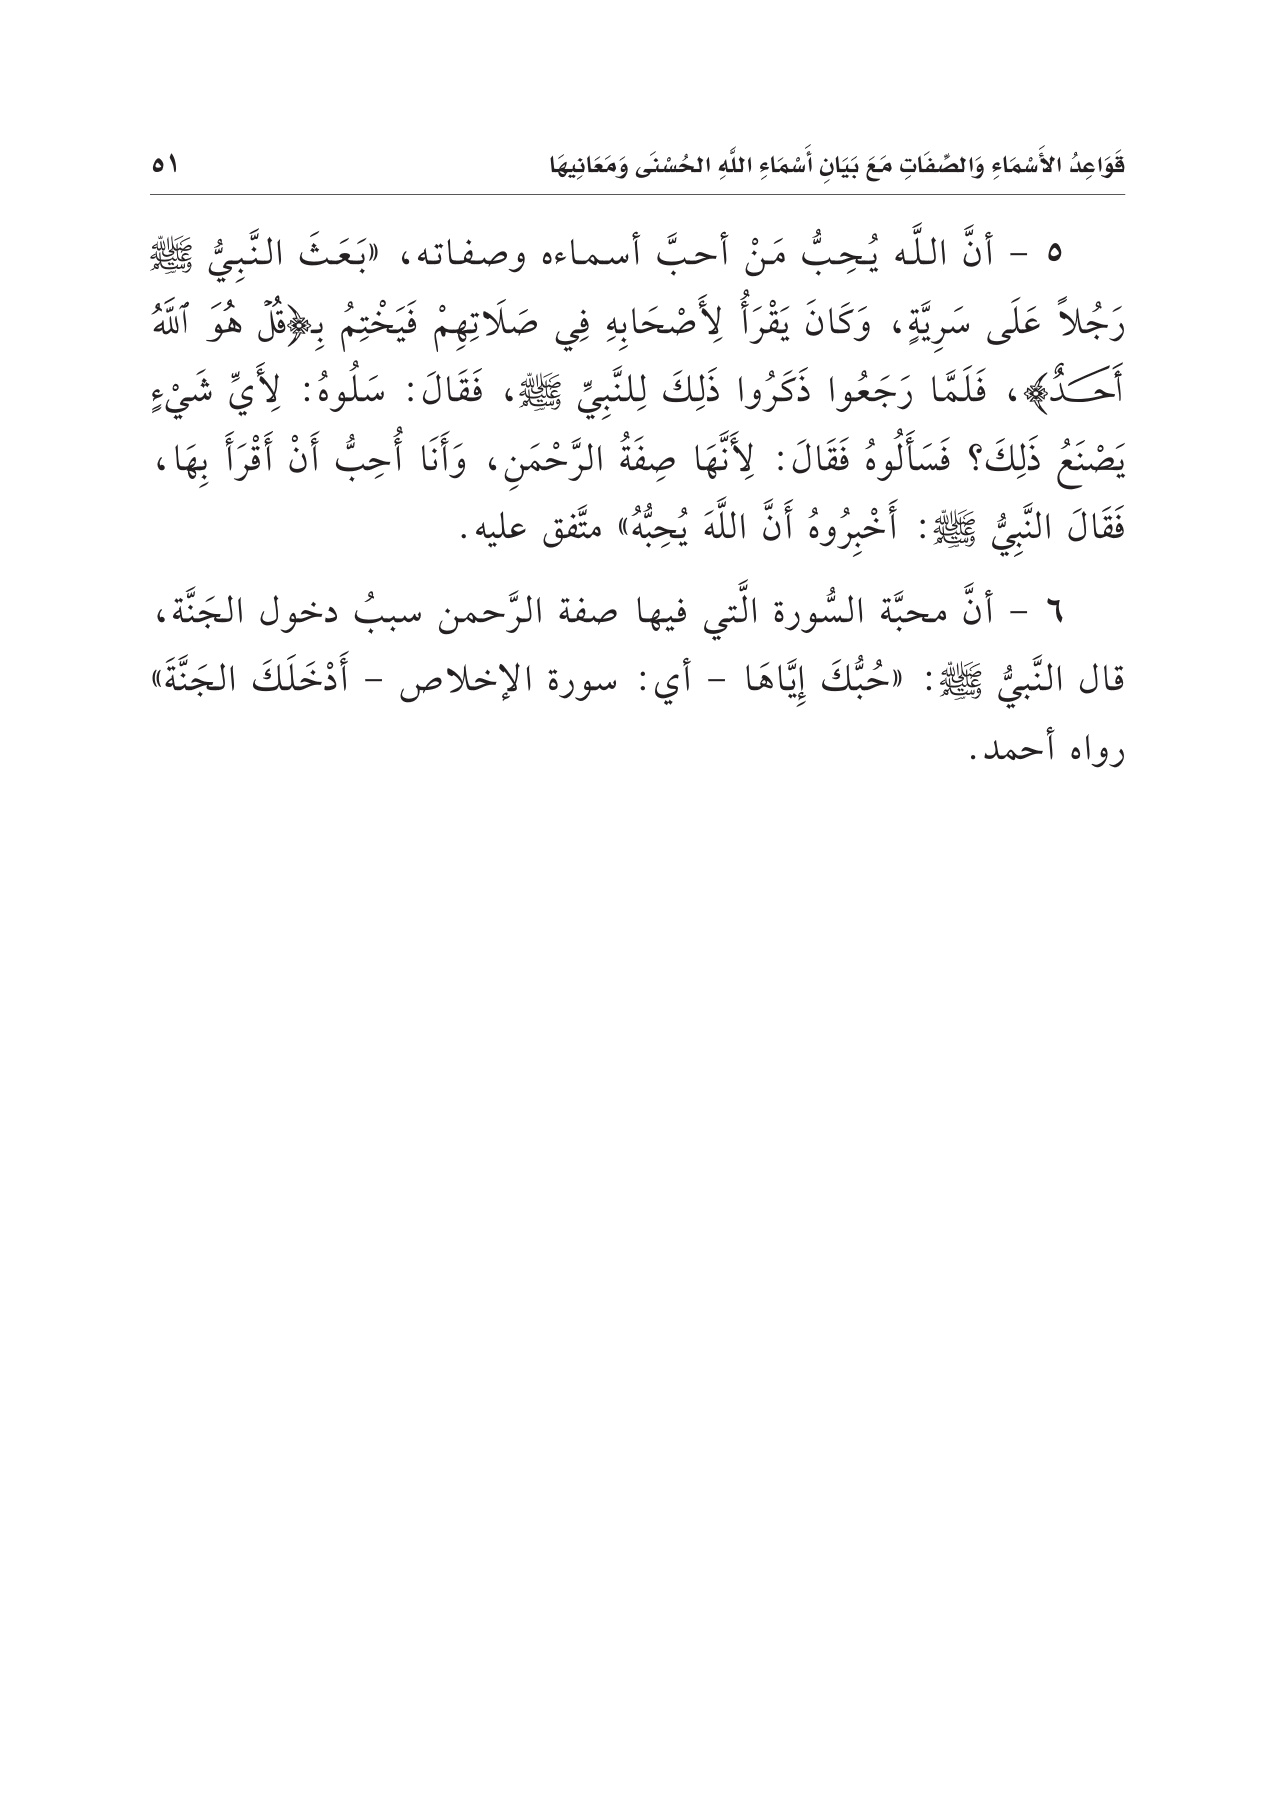 قَوَاعِدُ الأَسْمَاءِ وَالصِّفَاتِ مَعَ بَيَانِ أَسْمَاءِ اللَّهِ الحُسْنَى وَمَعَانِيهَا ٥١
٥ - أنَّ اللَّه يُحِبُّ مَنْ أحبَّ أسماءه وصفاته، «بَعَثَ النَّبِيُّ ﷺ
رَجُلاً عَلَى سَرِيَّةٍ، وَكَانَ يَقْرَأُ لِأَصْحَابِهِ فِي صَلَاتِهِمْ فَيَخْتِمُ بِـ﴿قُلْ هُوَ ٱللَّهُ
أَحَدٌ﴾، فَلَمَّا رَجَعُوا ذَكَرُوا ذَلِكَ لِلنَّبِيِّ ﷺ، فَقَالَ: سَلُوهُ: لِأَيِّ شَيْءٍ
يَصْنَعُ ذَلِكَ؟ فَسَأَلُوهُ فَقَالَ: لِأَنَّهَا صِفَةُ الرَّحْمَنِ، وَأَنَا أُحِبُّ أَنْ أَقْرَأَ بِهَا،
فَقَالَ النَّبِيُّ ﷺ: أَخْبِرُوهُ أَنَّ اللَّهَ يُحِبُّهُ» متَّفق عليه.
٦ - أنَّ محبَّة السُّورة الَّتي فيها صفة الرَّحمن سببُ دخول الجَنَّة،
قال النَّبيُّ ﷺ: «حُبُّكَ إِيَّاهَا - أي: سورة الإخلاص - أَدْخَلَكَ الجَنَّةَ»
رواه أحمد.